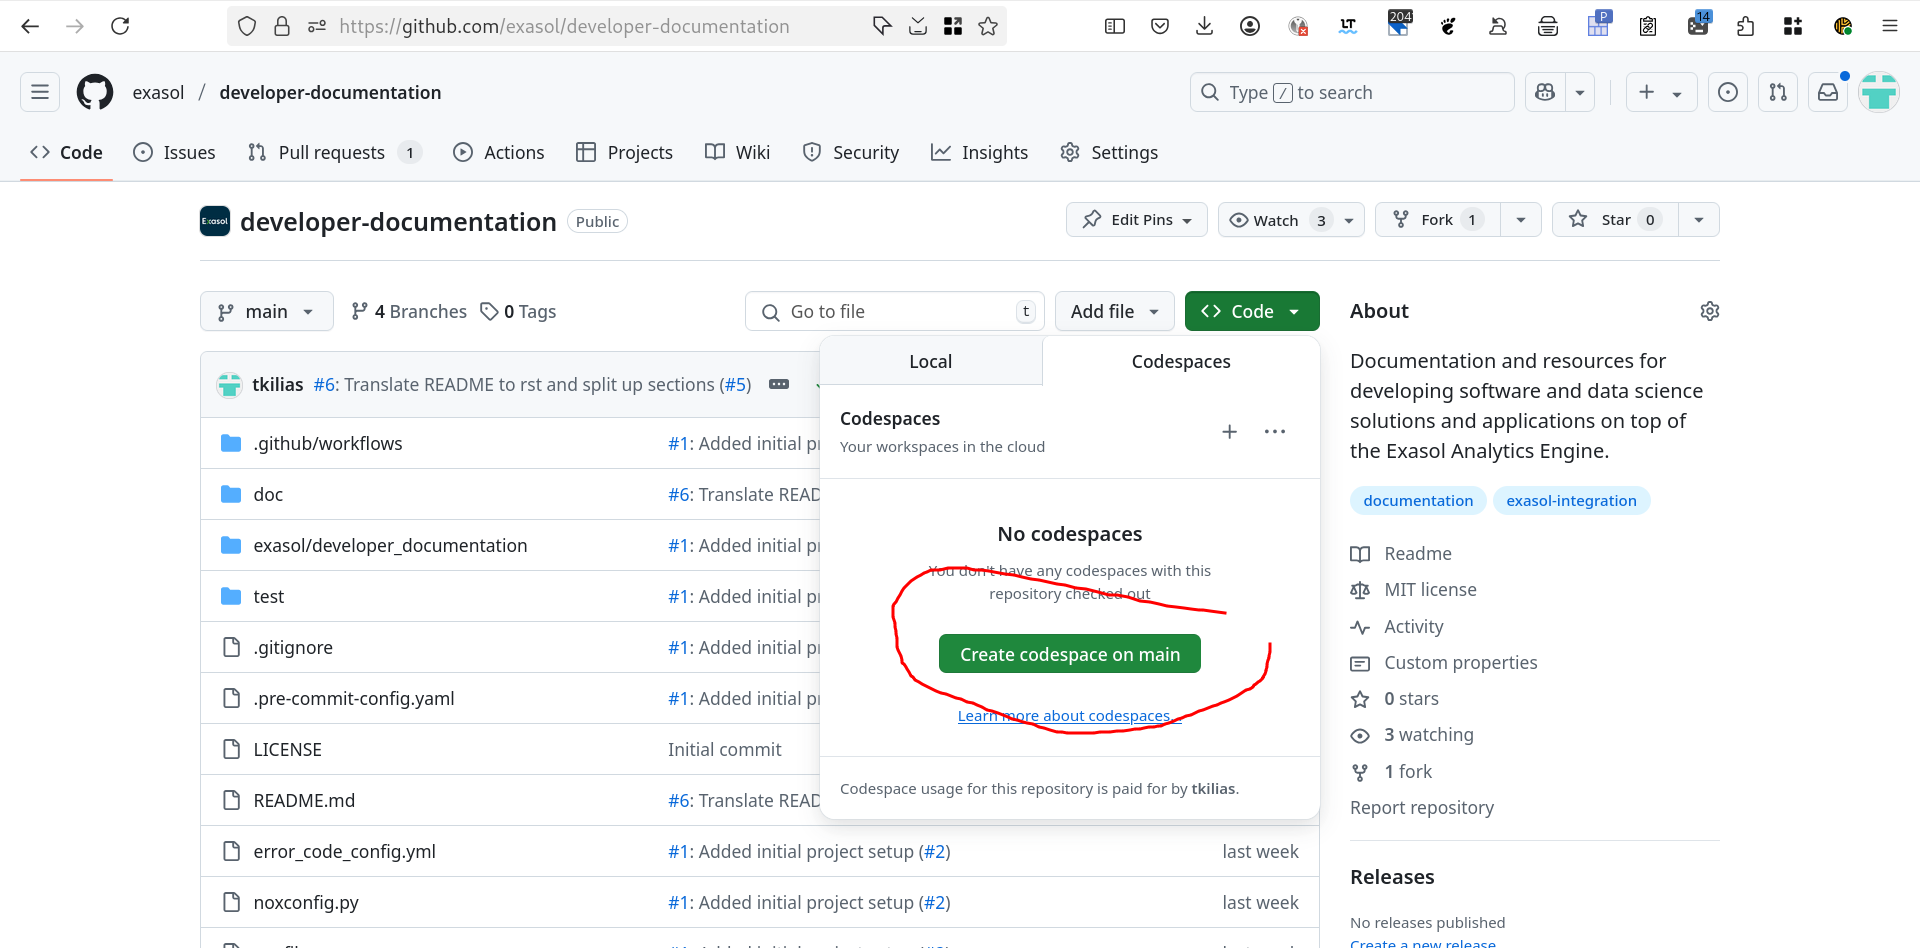 204
P
14
https://github.com/exasol/developer-documentation
exasol / developer-documentation
Type / to search
Code
Issues
Pull requests 1
Actions
Projects
Wiki
Security
Insights
Settings
Exasol
developer-documentation
Public
Edit Pins
Watch 3
Fork 1
Star 0
main
4 Branches
0 Tags
Go to file
t
Add file
Code
Local
Codespaces
Codespaces
Your workspaces in the cloud
No codespaces
You don't have any codespaces with this
repository checked out
Create codespace on main
Learn more about codespaces...
Codespace usage for this repository is paid for by tkilias.
tkilias #6: Translate README to rst and split up sections (#5)
.github/workflows #1: Added initial pr
doc #6: Translate READ
exasol/developer_documentation #1: Added initial pr
test #1: Added initial pr
.gitignore #1: Added initial pr
.pre-commit-config.yaml #1: Added initial pr
LICENSE Initial commit
README.md #6: Translate READ
error_code_config.yml #1: Added initial project setup (#2) last week
noxconfig.py #1: Added initial project setup (#2) last week
About
Documentation and resources for
developing software and data science
solutions and applications on top of
the Exasol Analytics Engine.
documentation
exasol-integration
Readme
MIT license
Activity
Custom properties
0 stars
3 watching
1 fork
Report repository
Releases
No releases published
Create a new release